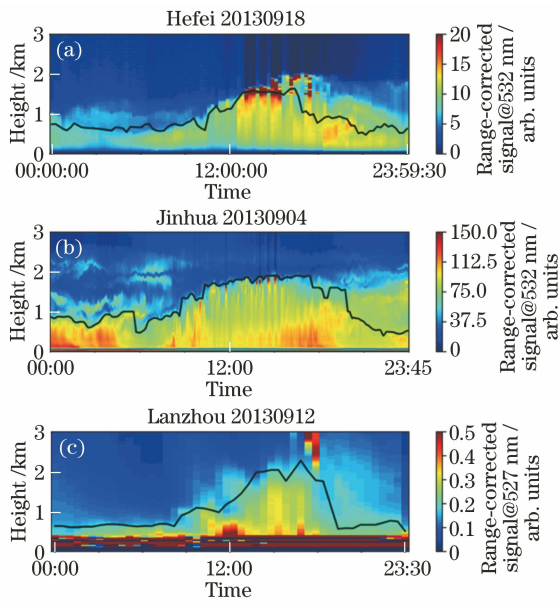 Hefei 20130918
(a)
Height /km
3
2
1
0
00:00:00
12:00:00
23:59:30
Time
20
15
10
5
0
Range-corrected
signal@532 nm /
arb. units
Jinhua 20130904
(b)
Height /km
3
2
1
0
00:00
12:00
23:45
Time
150.0
112.5
75.0
37.5
0
Range-corrected
signal@532 nm /
arb. units
Lanzhou 20130912
(c)
Height /km
3
2
1
0
00:00
12:00
23:30
Time
0.5
0.4
0.3
0.2
0.1
0
Range-corrected
signal@527 nm /
arb. units